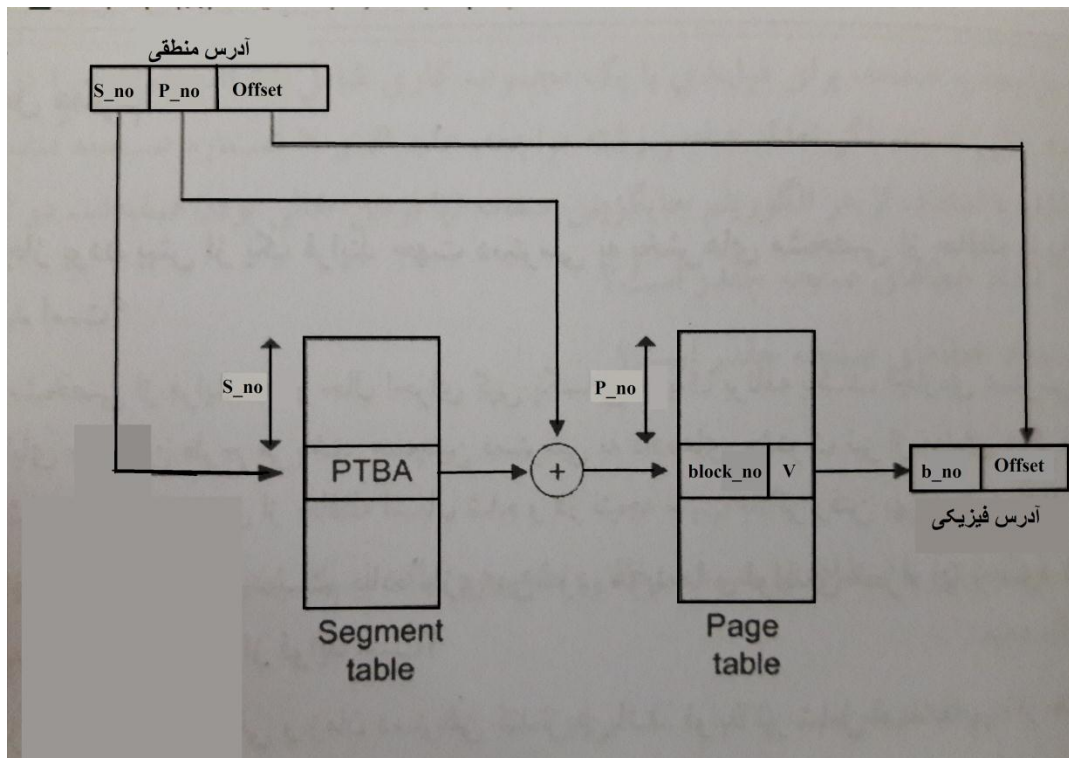 آدرس منطقی
S_no P_no Offset
S_no
PTBA
+
P_no
block_no V
b_no Offset
آدرس فیزیکی
Segment
table
Page
table